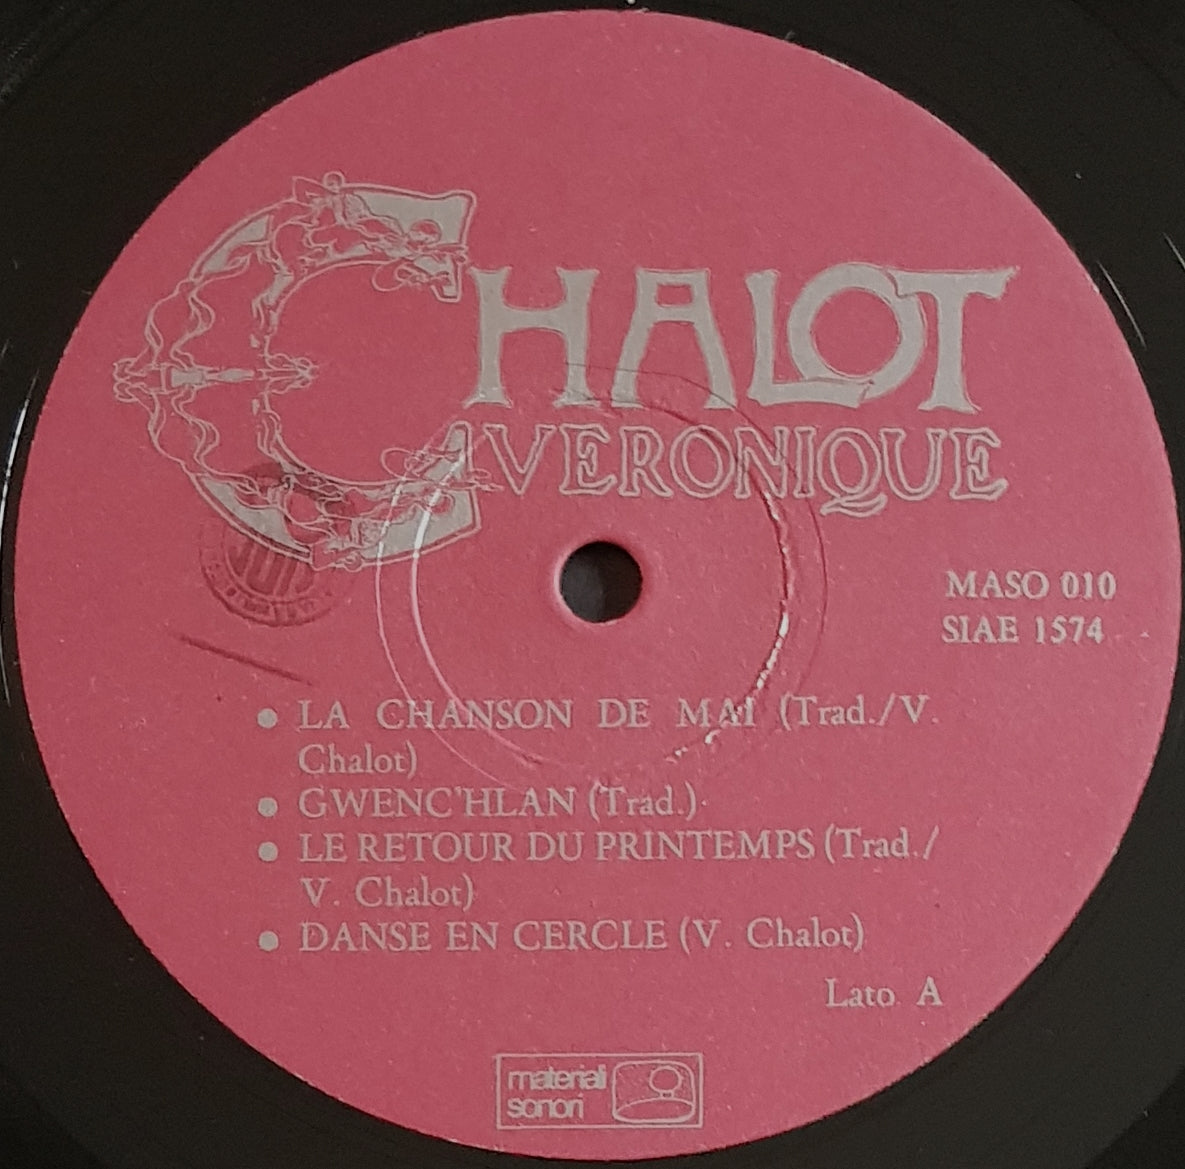 CHALOT
VERONIQUE
MASO 010
SIAE 1574
• LA CHANSON DE MAI (Trad./V.
Chalot)
• GWENC'HLAN (Trad.)
• LE RETOUR DU PRINTEMPS (Trad./
V. Chalot)
• DANSE EN CERCLE (V. Chalot)
Lato A
materiali
sonori